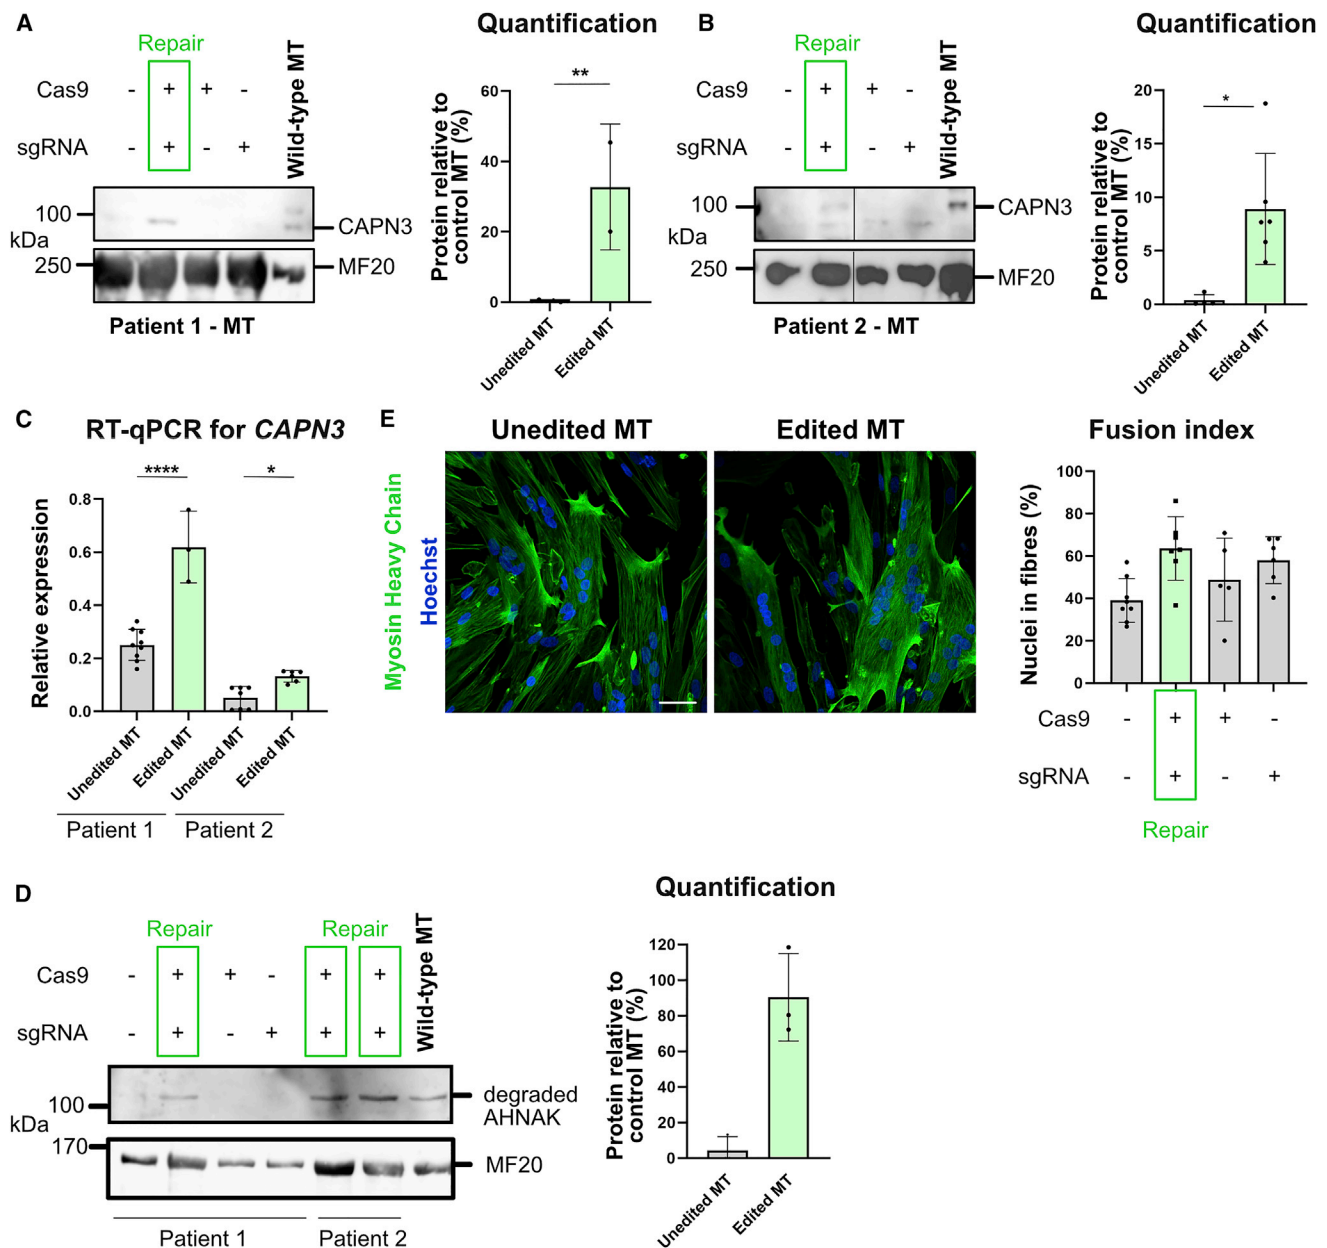 A
Repair
Cas9 - + + -
sgRNA - + - +
Wild-type MT
100
kDa
CAPN3
250
MF20
Patient 1 - MT
Quantification
**
Protein relative to
control MT (%)
60
40
20
0
Unedited MT
Edited MT
B
Repair
Cas9 - + + -
sgRNA - + - +
Wild-type MT
100
kDa
CAPN3
250
MF20
Patient 2 - MT
Quantification
*
Protein relative to
control MT (%)
20
15
10
5
0
Unedited MT
Edited MT
C
RT-qPCR for CAPN3
**** *
Relative expression
0.8
0.6
0.4
0.2
0.0
Unedited MT
Edited MT
Unedited MT
Edited MT
Patient 1 Patient 2
E
Unedited MT Edited MT
Myosin Heavy Chain
Hoechst
Fusion index
Nuclei in fibres (%)
100
80
60
40
20
0
Cas9 - + + -
sgRNA - + - +
Repair
D
Repair Repair
Cas9 - + + - + +
sgRNA - + - + + +
Wild-type MT
100
kDa
degraded
AHNAK
170
MF20
Patient 1 Patient 2
Quantification
Protein relative to
control MT (%)
120
100
80
60
40
20
0
Unedited MT
Edited MT